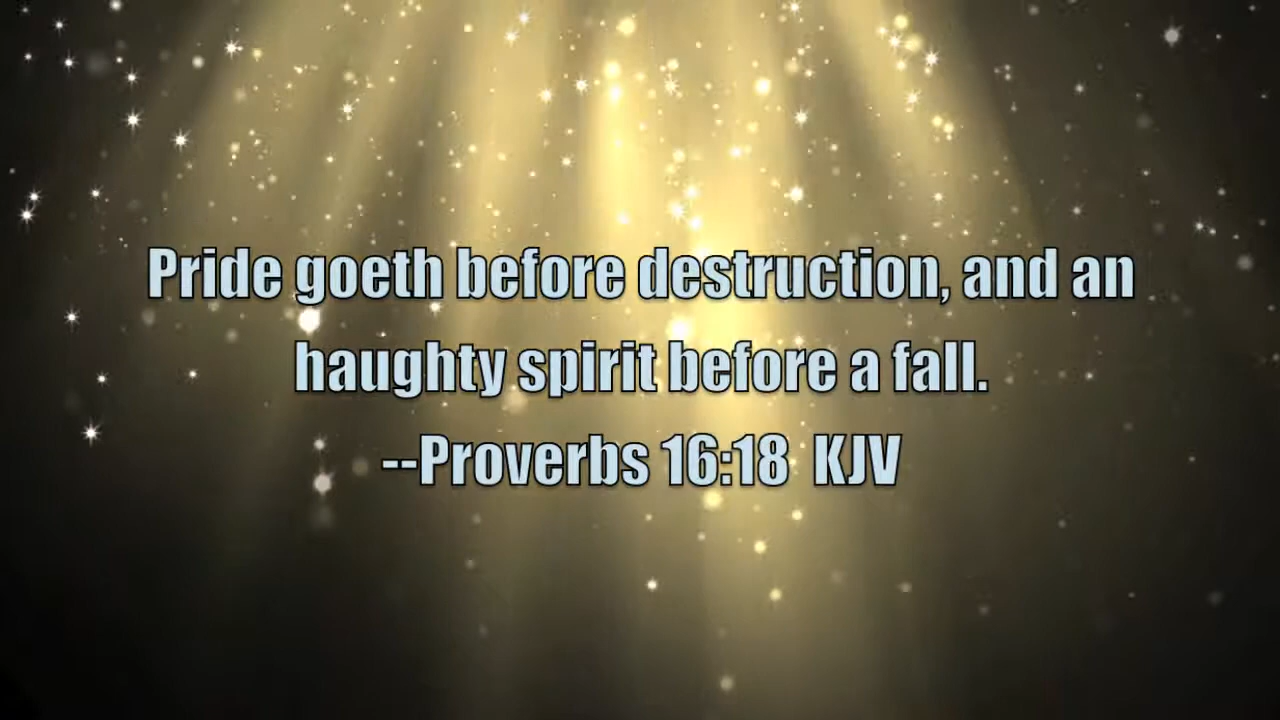 Pride goeth before destruction, and an
haughty spirit before a fall.
--Proverbs 16:18  KJV